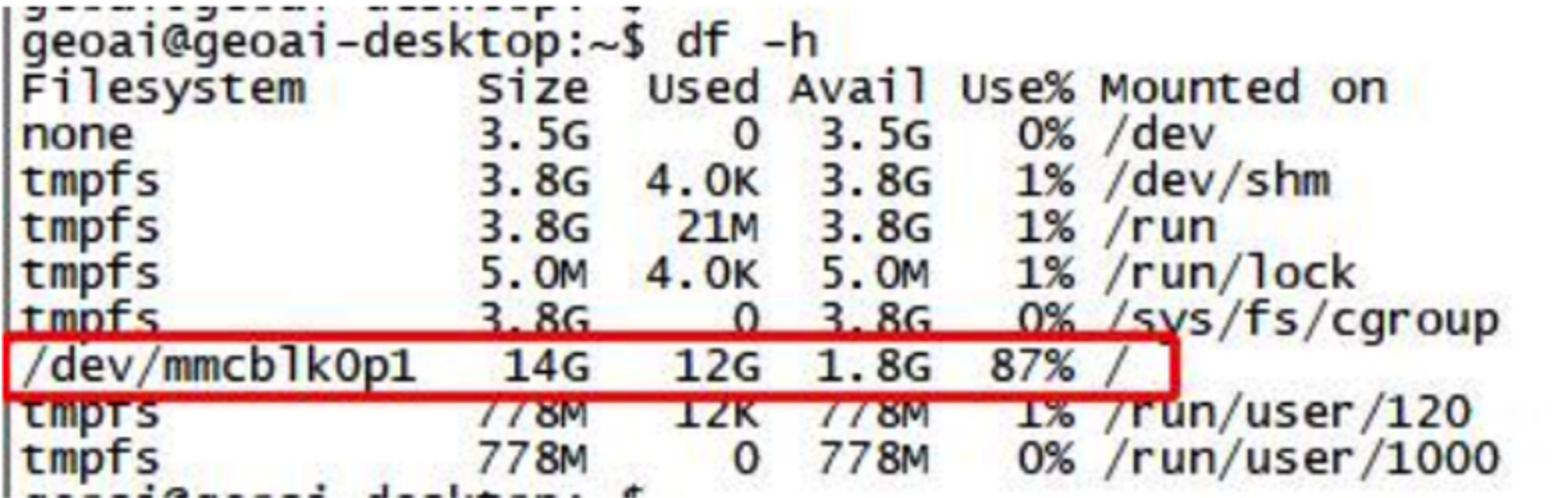 geoai@geoai-desktop:~$ df -h
Filesystem Size Used Avail Use% Mounted on
none 3.5G 0 3.5G 0% /dev
tmpfs 3.8G 4.0K 3.8G 1% /dev/shm
tmpfs 3.8G 21M 3.8G 1% /run
tmpfs 5.0M 4.0K 5.0M 1% /run/lock
tmpfs 3.8G 0 3.8G 0% /sys/fs/cgroup
/dev/mmcblk0p1 14G 12G 1.8G 87% /
tmpfs 778M 12K 778M 1% /run/user/120
tmpfs 778M 0 778M 0% /run/user/1000